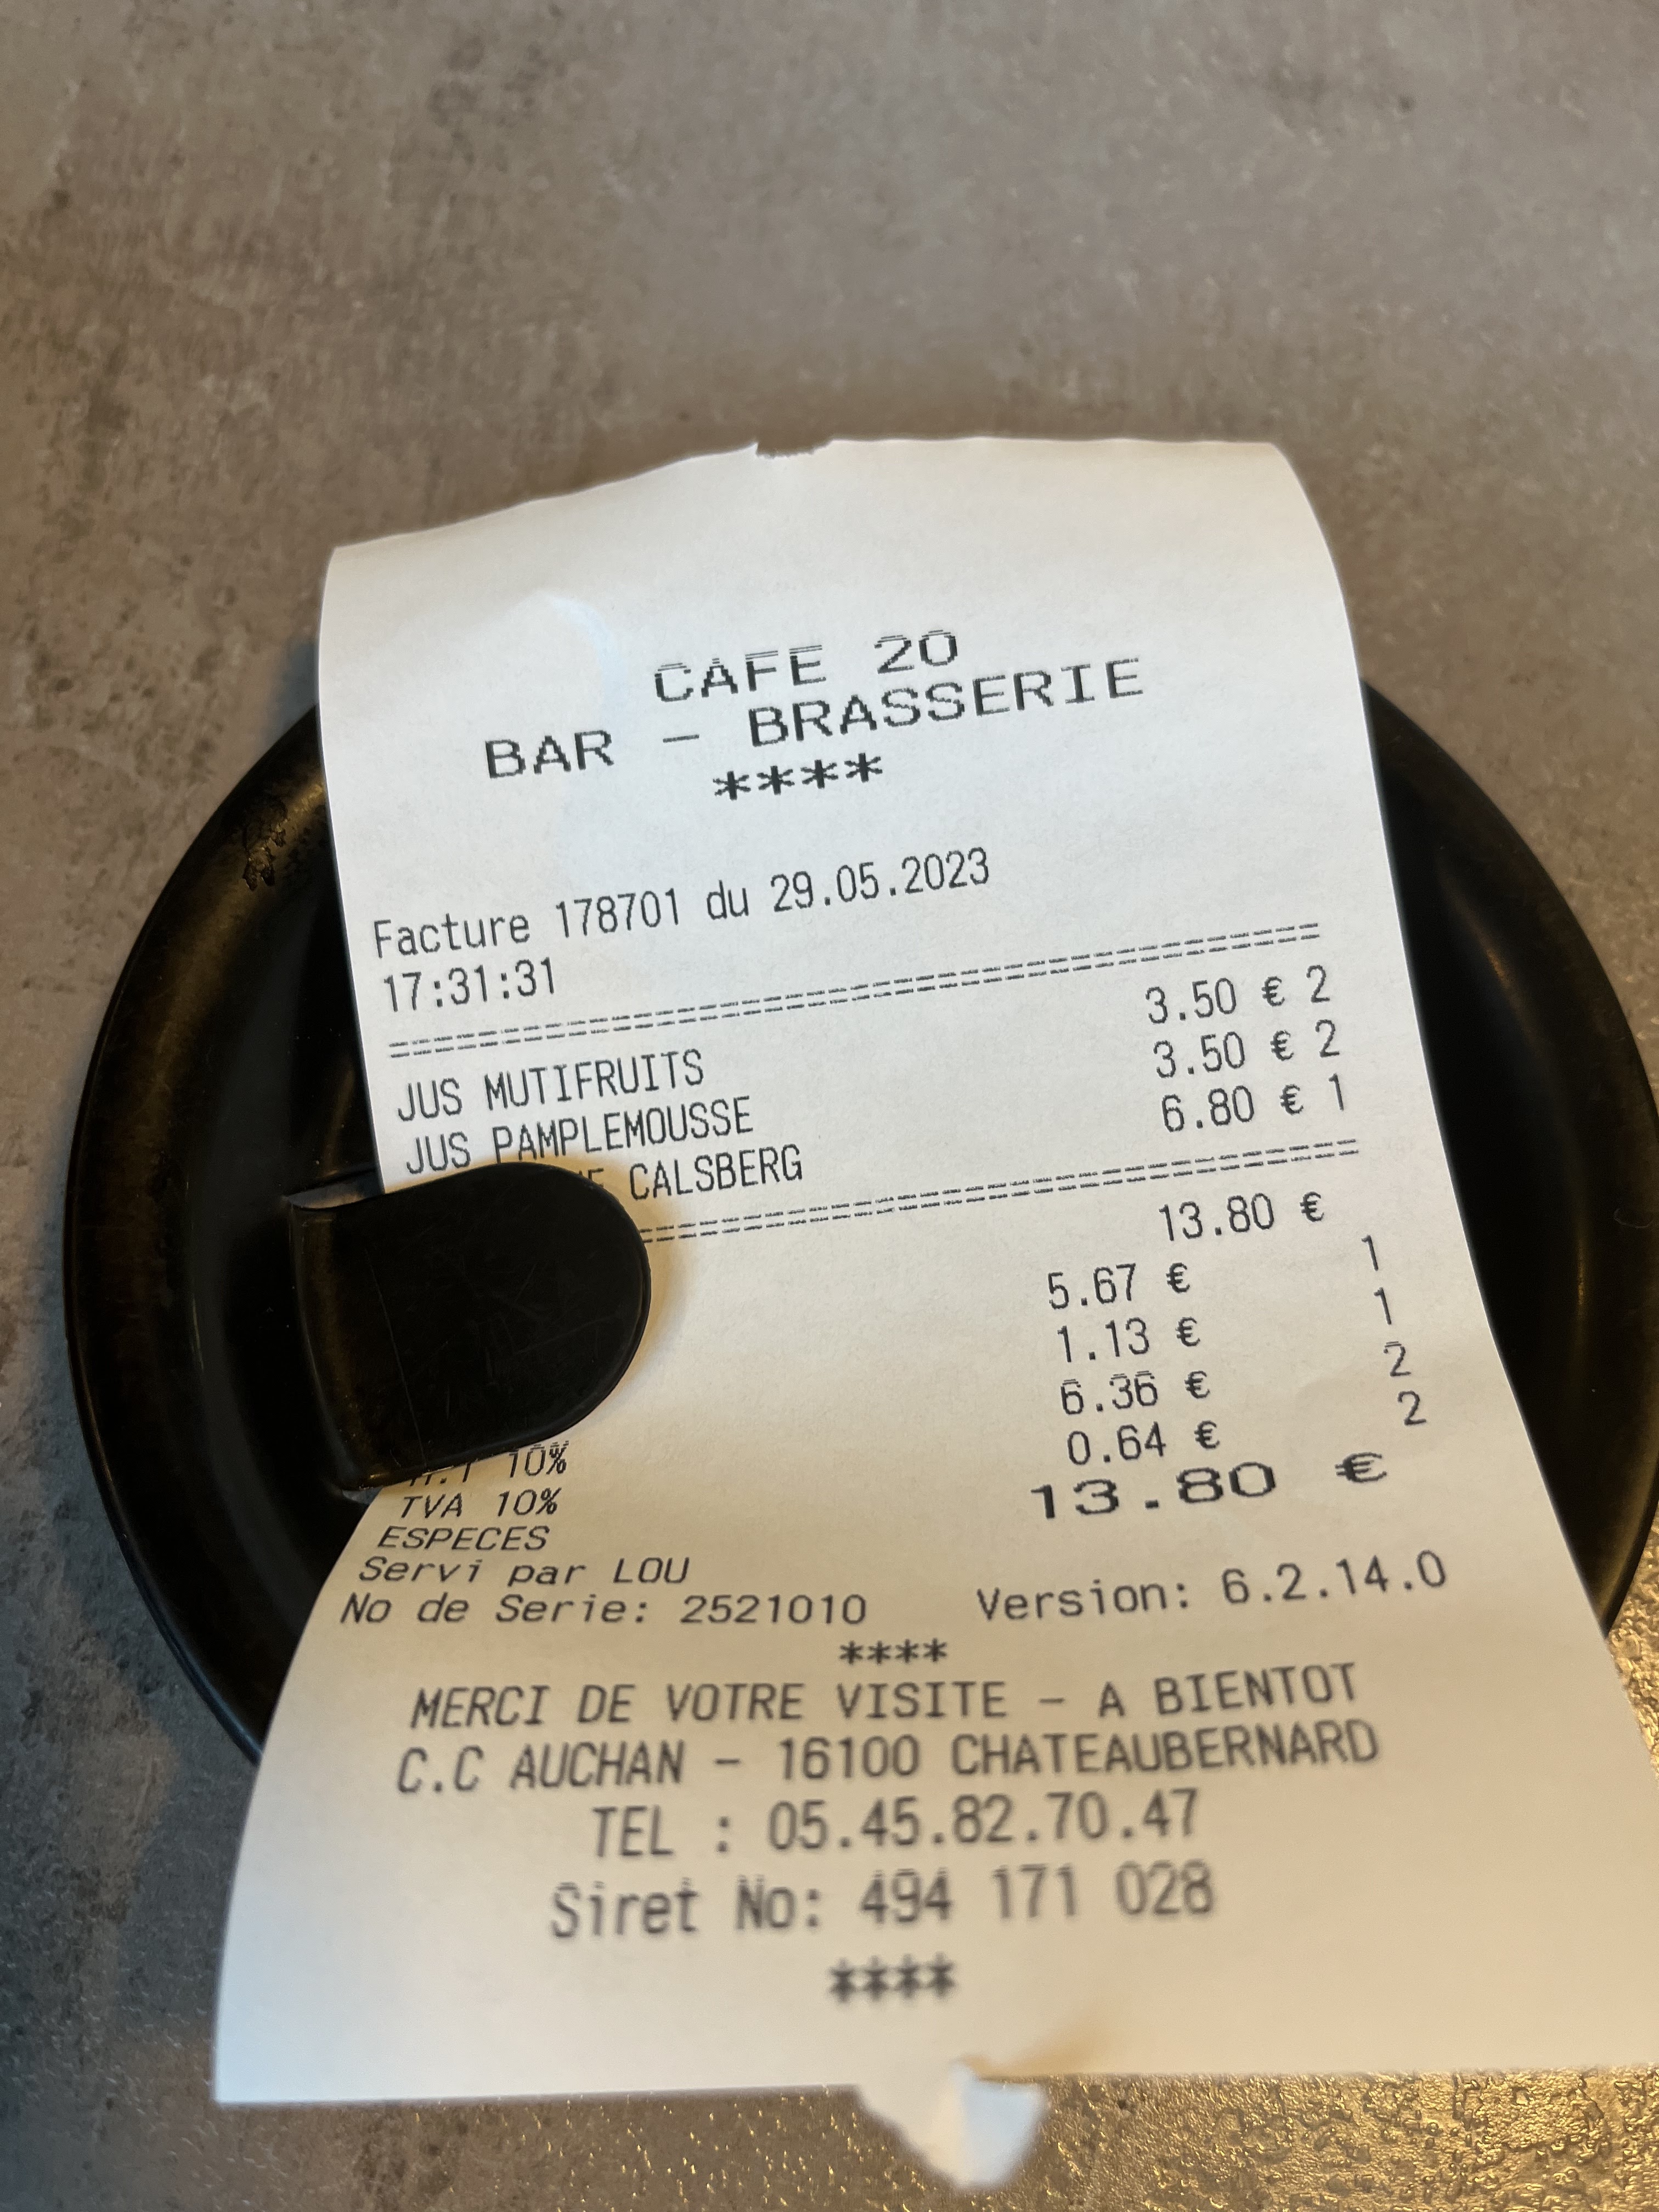 CAFE 20
BAR - BRASSERIE
****
Facture 178701 du 29.05.2023
17:31:31
================================
JUS MUTIFRUITS 3.50 € 2
JUS PAMPLEMOUSSE 3.50 € 2
CALSBERG 6.80 € 1
================================
13.80 €
5.67 € 1
1.13 € 1
10% 6.36 € 2
TVA 10% 0.64 € 2
ESPECES 13.80 €
Servi par LOU
No de Serie: 2521010 Version: 6.2.14.0
****
MERCI DE VOTRE VISITE - A BIENTOT
C.C AUCHAN - 16100 CHATEAUBERNARD
TEL : 05.45.82.70.47
Siret No: 494 171 028
****